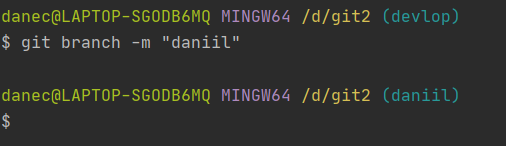 danec@LAPTOP-SGODB6MQ MINGW64 /d/git2 (devlop)
$ git branch -m "daniil"
danec@LAPTOP-SGODB6MQ MINGW64 /d/git2 (daniil)
$